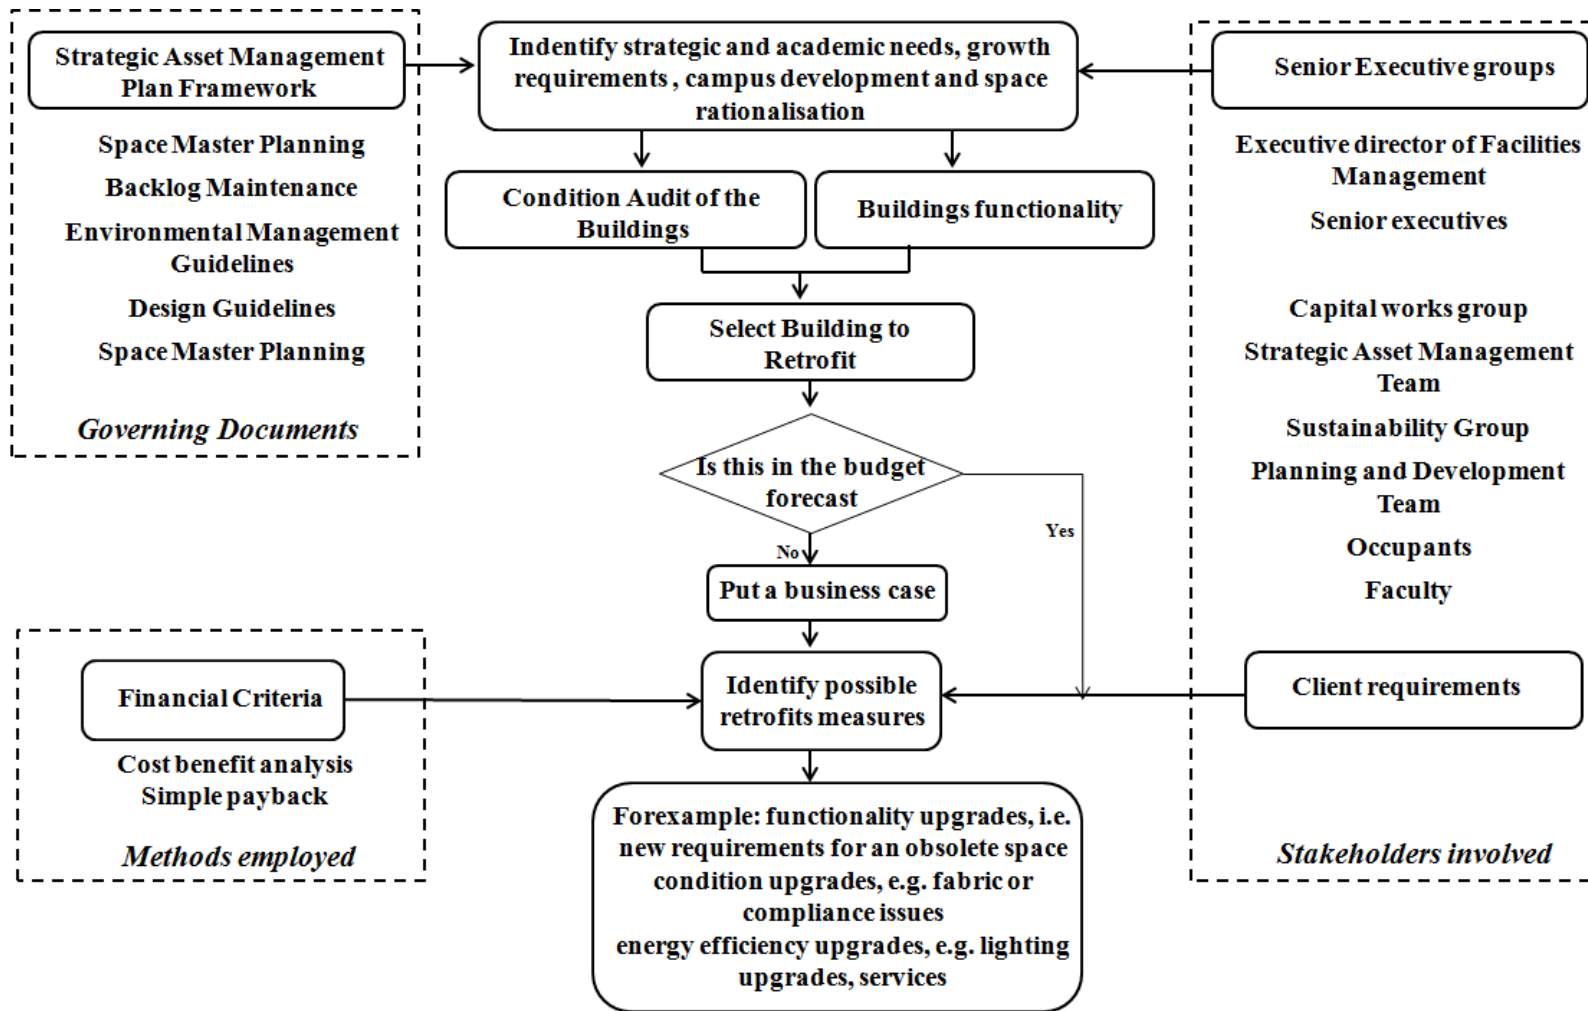 Strategic Asset Management
Plan Framework
Space Master Planning
Backlog Maintenance
Environmental Management
Guidelines
Design Guidelines
Space Master Planning
Governing Documents
Indentify strategic and academic needs, growth
requirements , campus development and space
rationalisation
Condition Audit of the
Buildings
Buildings functionality
Select Building to
Retrofit
Is this in the budget
forecast
Yes
No
Put a business case
Identify possible
retrofits measures
Forexample: functionality upgrades, i.e.
new requirements for an obsolete space
condition upgrades, e.g. fabric or
compliance issues
energy efficiency upgrades, e.g. lighting
upgrades, services
Financial Criteria
Cost benefit analysis
Simple payback
Methods employed
Senior Executive groups
Executive director of Facilities
Management
Senior executives
Capital works group
Strategic Asset Management
Team
Sustainability Group
Planning and Development
Team
Occupants
Faculty
Client requirements
Stakeholders involved